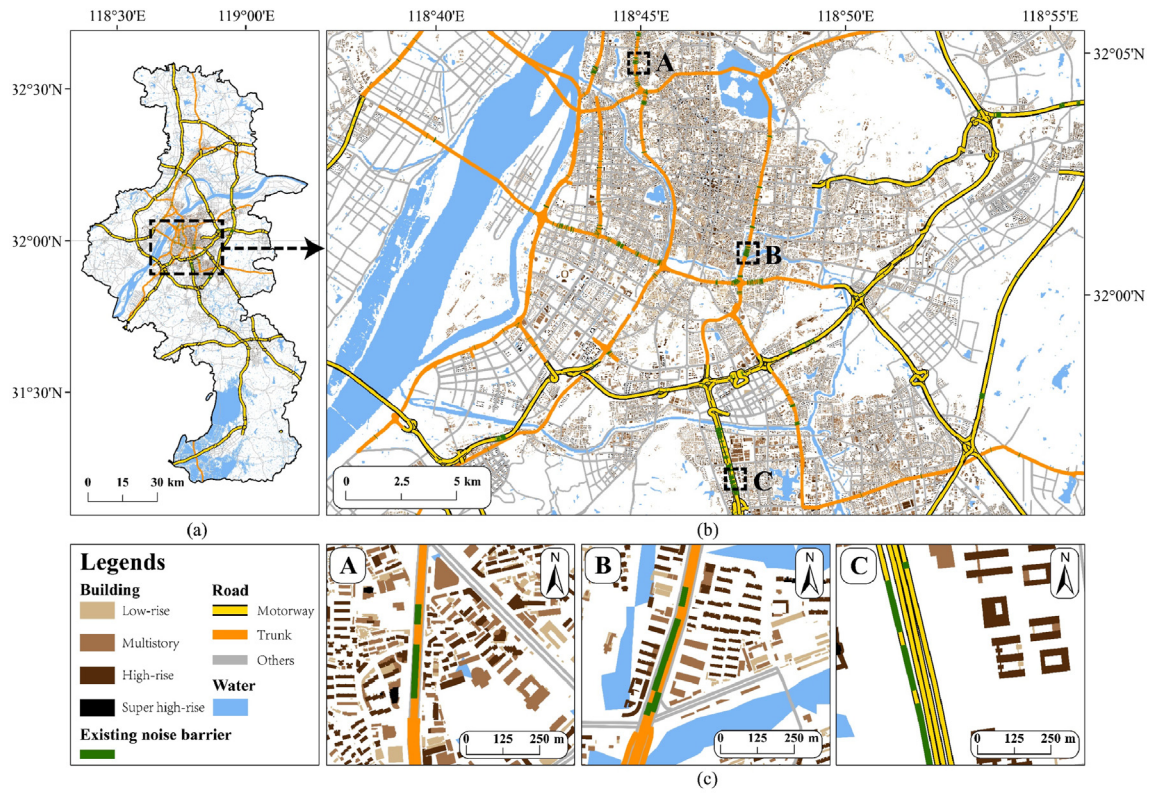 118°30′E 119°00′E 118°40′E 118°45′E 118°50′E 118°55′E
32°30′N
32°00′N
31°30′N
32°05′N
32°00′N
A
B
C
0 15 30 km
0 2.5 5 km
(a) (b)
Legends
Building
Low-rise
Multistory
High-rise
Super high-rise
Existing noise barrier
Road
Motorway
Trunk
Others
Water
A
N
0 125 250 m
B
N
0 125 250 m
C
N
0 125 250 m
(c)